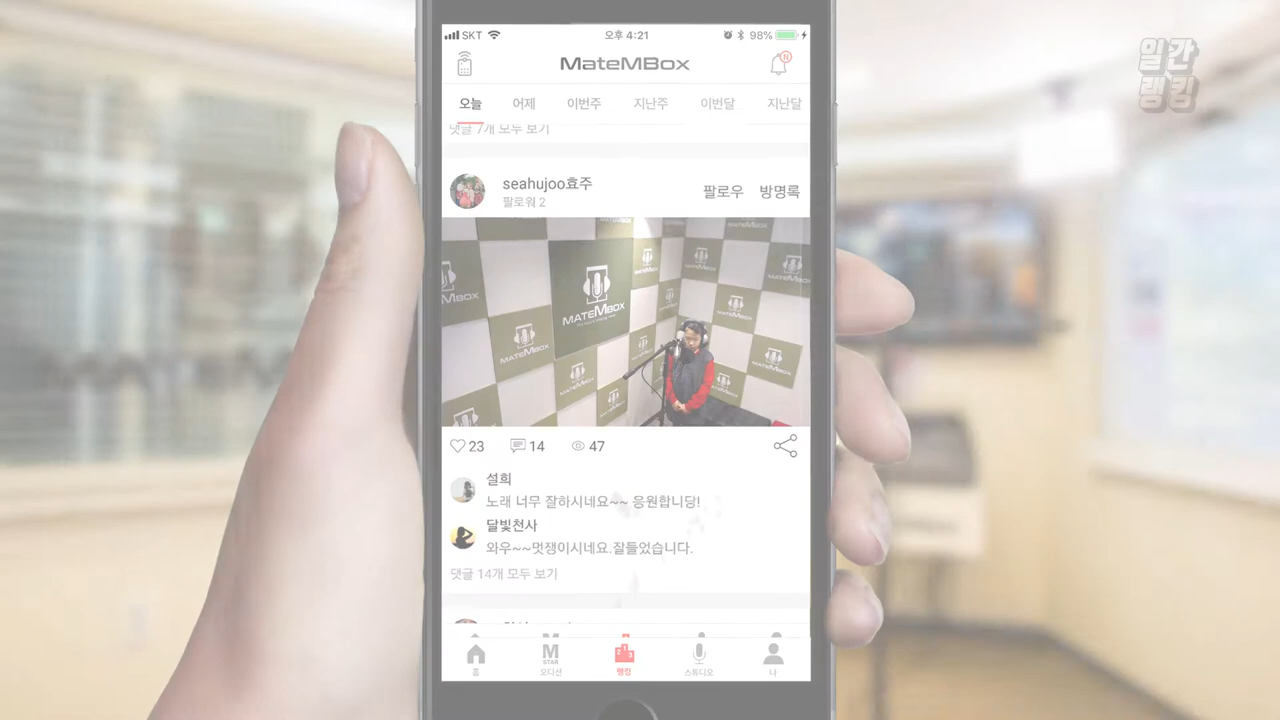 SKT 오후 4:21 98%
MateMBox N
일간
랭킹
오늘 어제 이번주 지난주 이번달 지난달
댓글 7개 모두 보기
seahujoo효주
팔로워 2
팔로우 방명록
MATEMBOX
23 14 47
설희
노래 너무 잘하시네요~~ 응원합니당!
달빛천사
와우~~멋쟁이시네요.잘들었습니다.
댓글 14개 모두 보기
M STAR 2 1 3
홈 오디션 랭킹 스튜디오 나